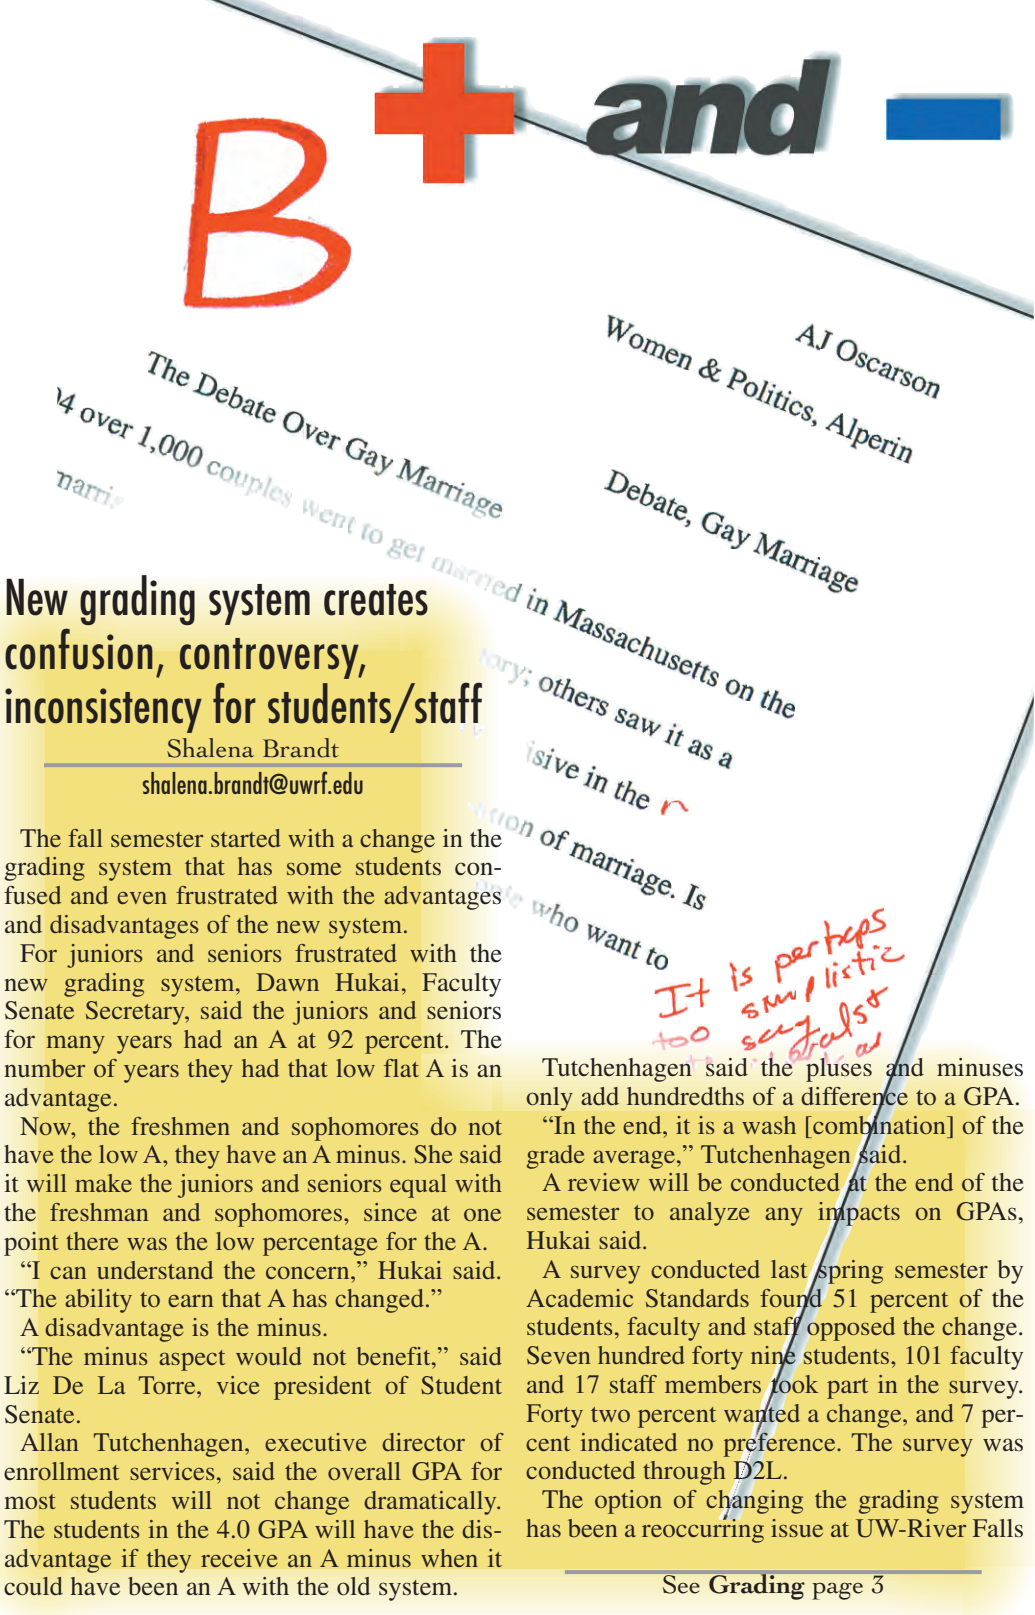 B + and -
AJ Oscarson
Women & Politics, Alperin
Debate, Gay Marriage
The Debate Over Gay Marriage
04 over 1,000 couples went to get married in Massachusetts on the
others saw it as a
in the
of marriage. Is
who want to
It is perhaps
too simplistic
say
New grading system creates
confusion, controversy,
inconsistency for students/staff
Shalena Brandt
shalena.brandt@uwrf.edu
The fall semester started with a change in the
grading system that has some students con-
fused and even frustrated with the advantages
and disadvantages of the new system.
For juniors and seniors frustrated with the
new grading system, Dawn Hukai, Faculty
Senate Secretary, said the juniors and seniors
for many years had an A at 92 percent. The
number of years they had that low flat A is an
advantage.
Now, the freshmen and sophomores do not
have the low A, they have an A minus. She said
it will make the juniors and seniors equal with
the freshman and sophomores, since at one
point there was the low percentage for the A.
“I can understand the concern,” Hukai said.
“The ability to earn that A has changed.”
A disadvantage is the minus.
“The minus aspect would not benefit,” said
Liz De La Torre, vice president of Student
Senate.
Allan Tutchenhagen, executive director of
enrollment services, said the overall GPA for
most students will not change dramatically.
The students in the 4.0 GPA will have the dis-
advantage if they receive an A minus when it
could have been an A with the old system.
Tutchenhagen said the pluses and minuses
only add hundredths of a difference to a GPA.
“In the end, it is a wash [combination] of the
grade average,” Tutchenhagen said.
A review will be conducted at the end of the
semester to analyze any impacts on GPAs,
Hukai said.
A survey conducted last spring semester by
Academic Standards found 51 percent of the
students, faculty and staff opposed the change.
Seven hundred forty nine students, 101 faculty
and 17 staff members took part in the survey.
Forty two percent wanted a change, and 7 per-
cent indicated no preference. The survey was
conducted through D2L.
The option of changing the grading system
has been a reoccurring issue at UW-River Falls
See Grading page 3